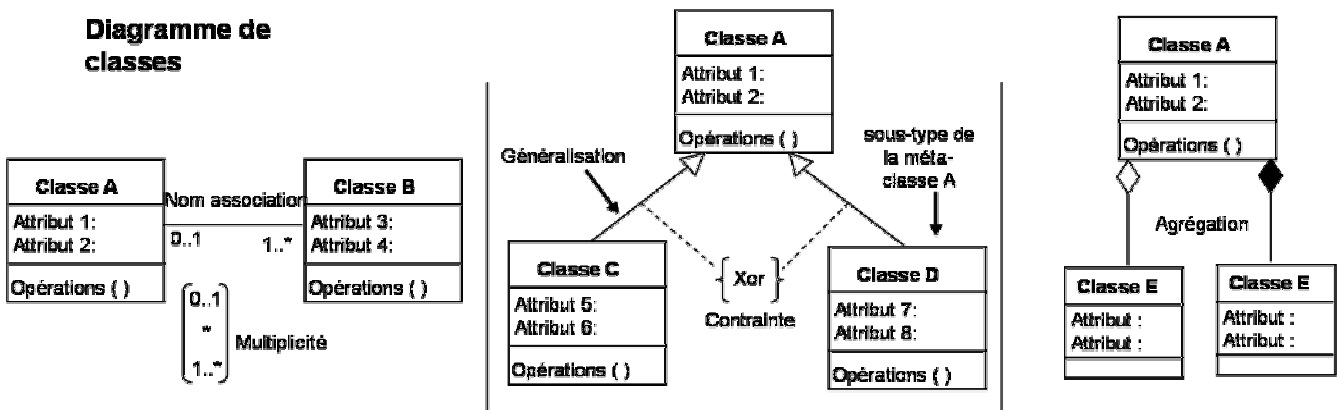 Diagramme de
classes
Classe A
Attribut 1:
Attribut 2:
Opérations ( )
Nom association
0..1
1..*
Classe B
Attribut 3:
Attribut 4:
Opérations ( )
0..1
*
1..*
Multiplicité
Classe A
Attribut 1:
Attribut 2:
Opérations ( )
Généralisation
sous-type de
la méta-
classe A
Classe C
Attribut 5:
Attribut 6:
Opérations ( )
{ Xor }
Contrainte
Classe D
Attribut 7:
Attribut 8:
Opérations ( )
Classe A
Attribut 1:
Attribut 2:
Opérations ( )
Agrégation
Classe E
Attribut :
Attribut :
Classe E
Attribut :
Attribut :